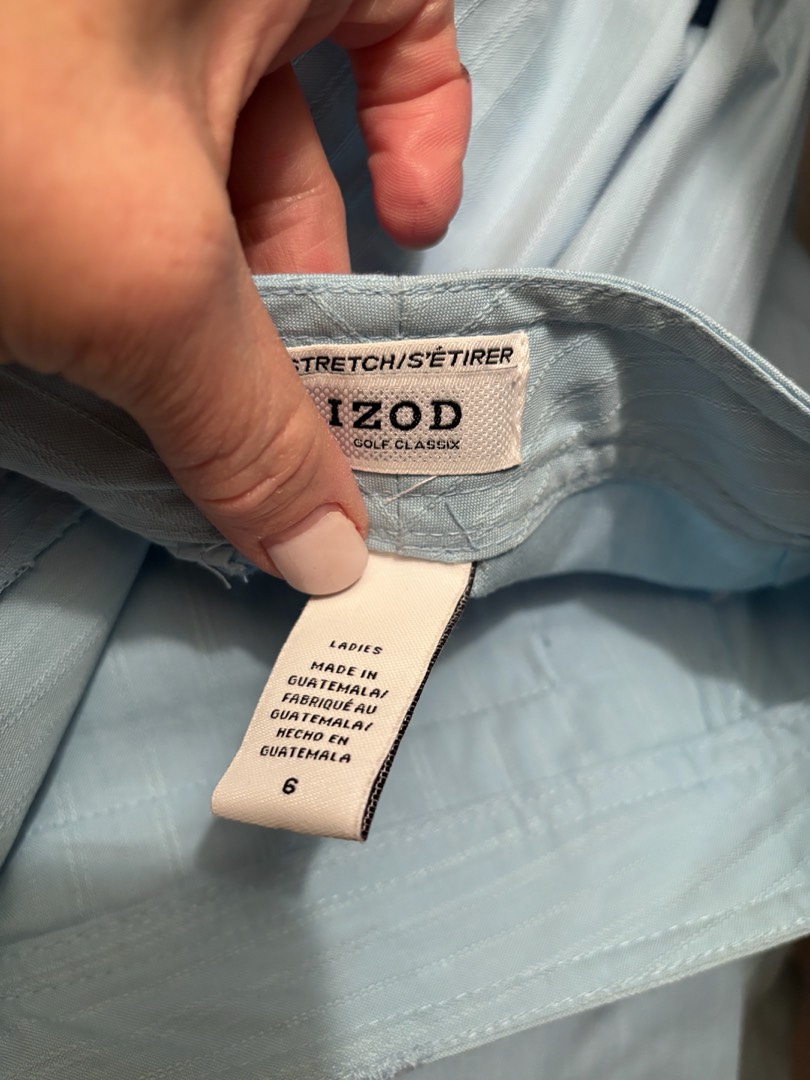 STRETCH/S'ÉTIRER
IZOD
GOLF CLASSIX
LADIES
MADE IN
GUATEMALA/
FABRIQUÉ AU
GUATEMALA/
HECHO EN
GUATEMALA
6